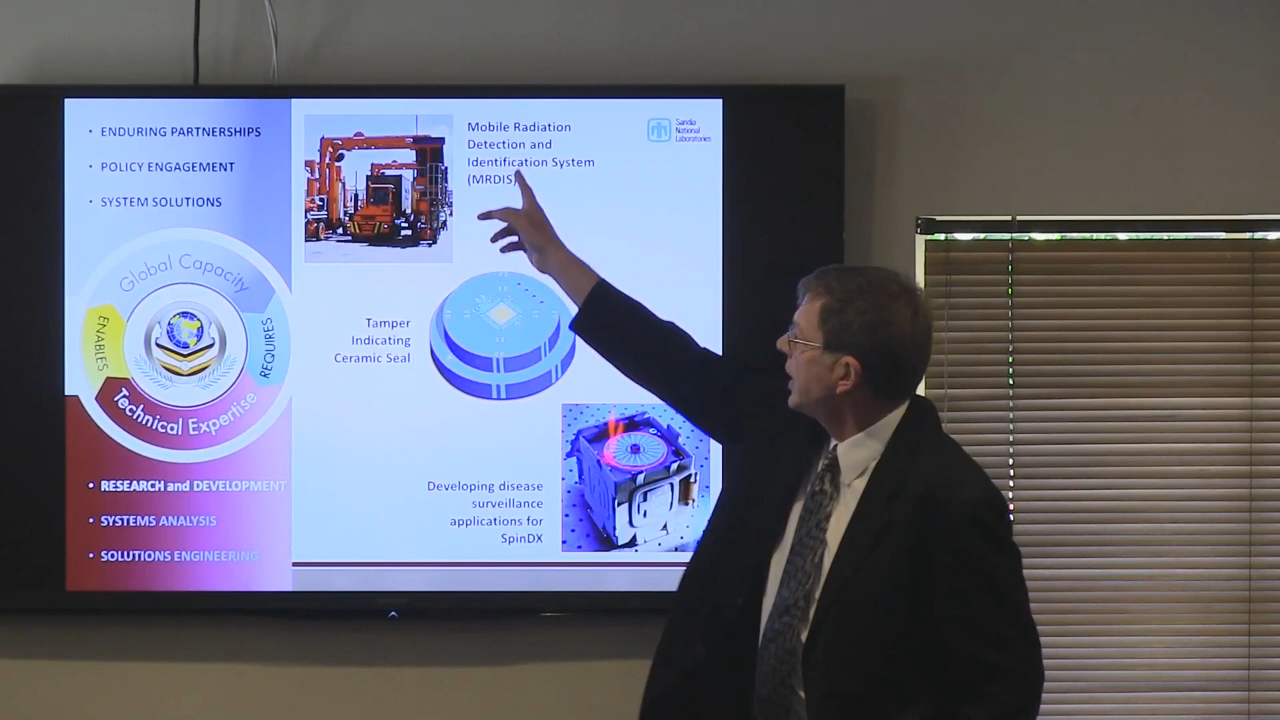 • ENDURING PARTNERSHIPS
• POLICY ENGAGEMENT
• SYSTEM SOLUTIONS
Global Capacity
ENABLES
REQUIRES
Technical Expertise
• RESEARCH and DEVELOPMENT
• SYSTEMS ANALYSIS
• SOLUTIONS ENGINEERING
Mobile Radiation
Detection and
Identification System
(MRDIS)
Sandia
National
Laboratories
Tamper
Indicating
Ceramic Seal
Developing disease
surveillance
applications for
SpinDX